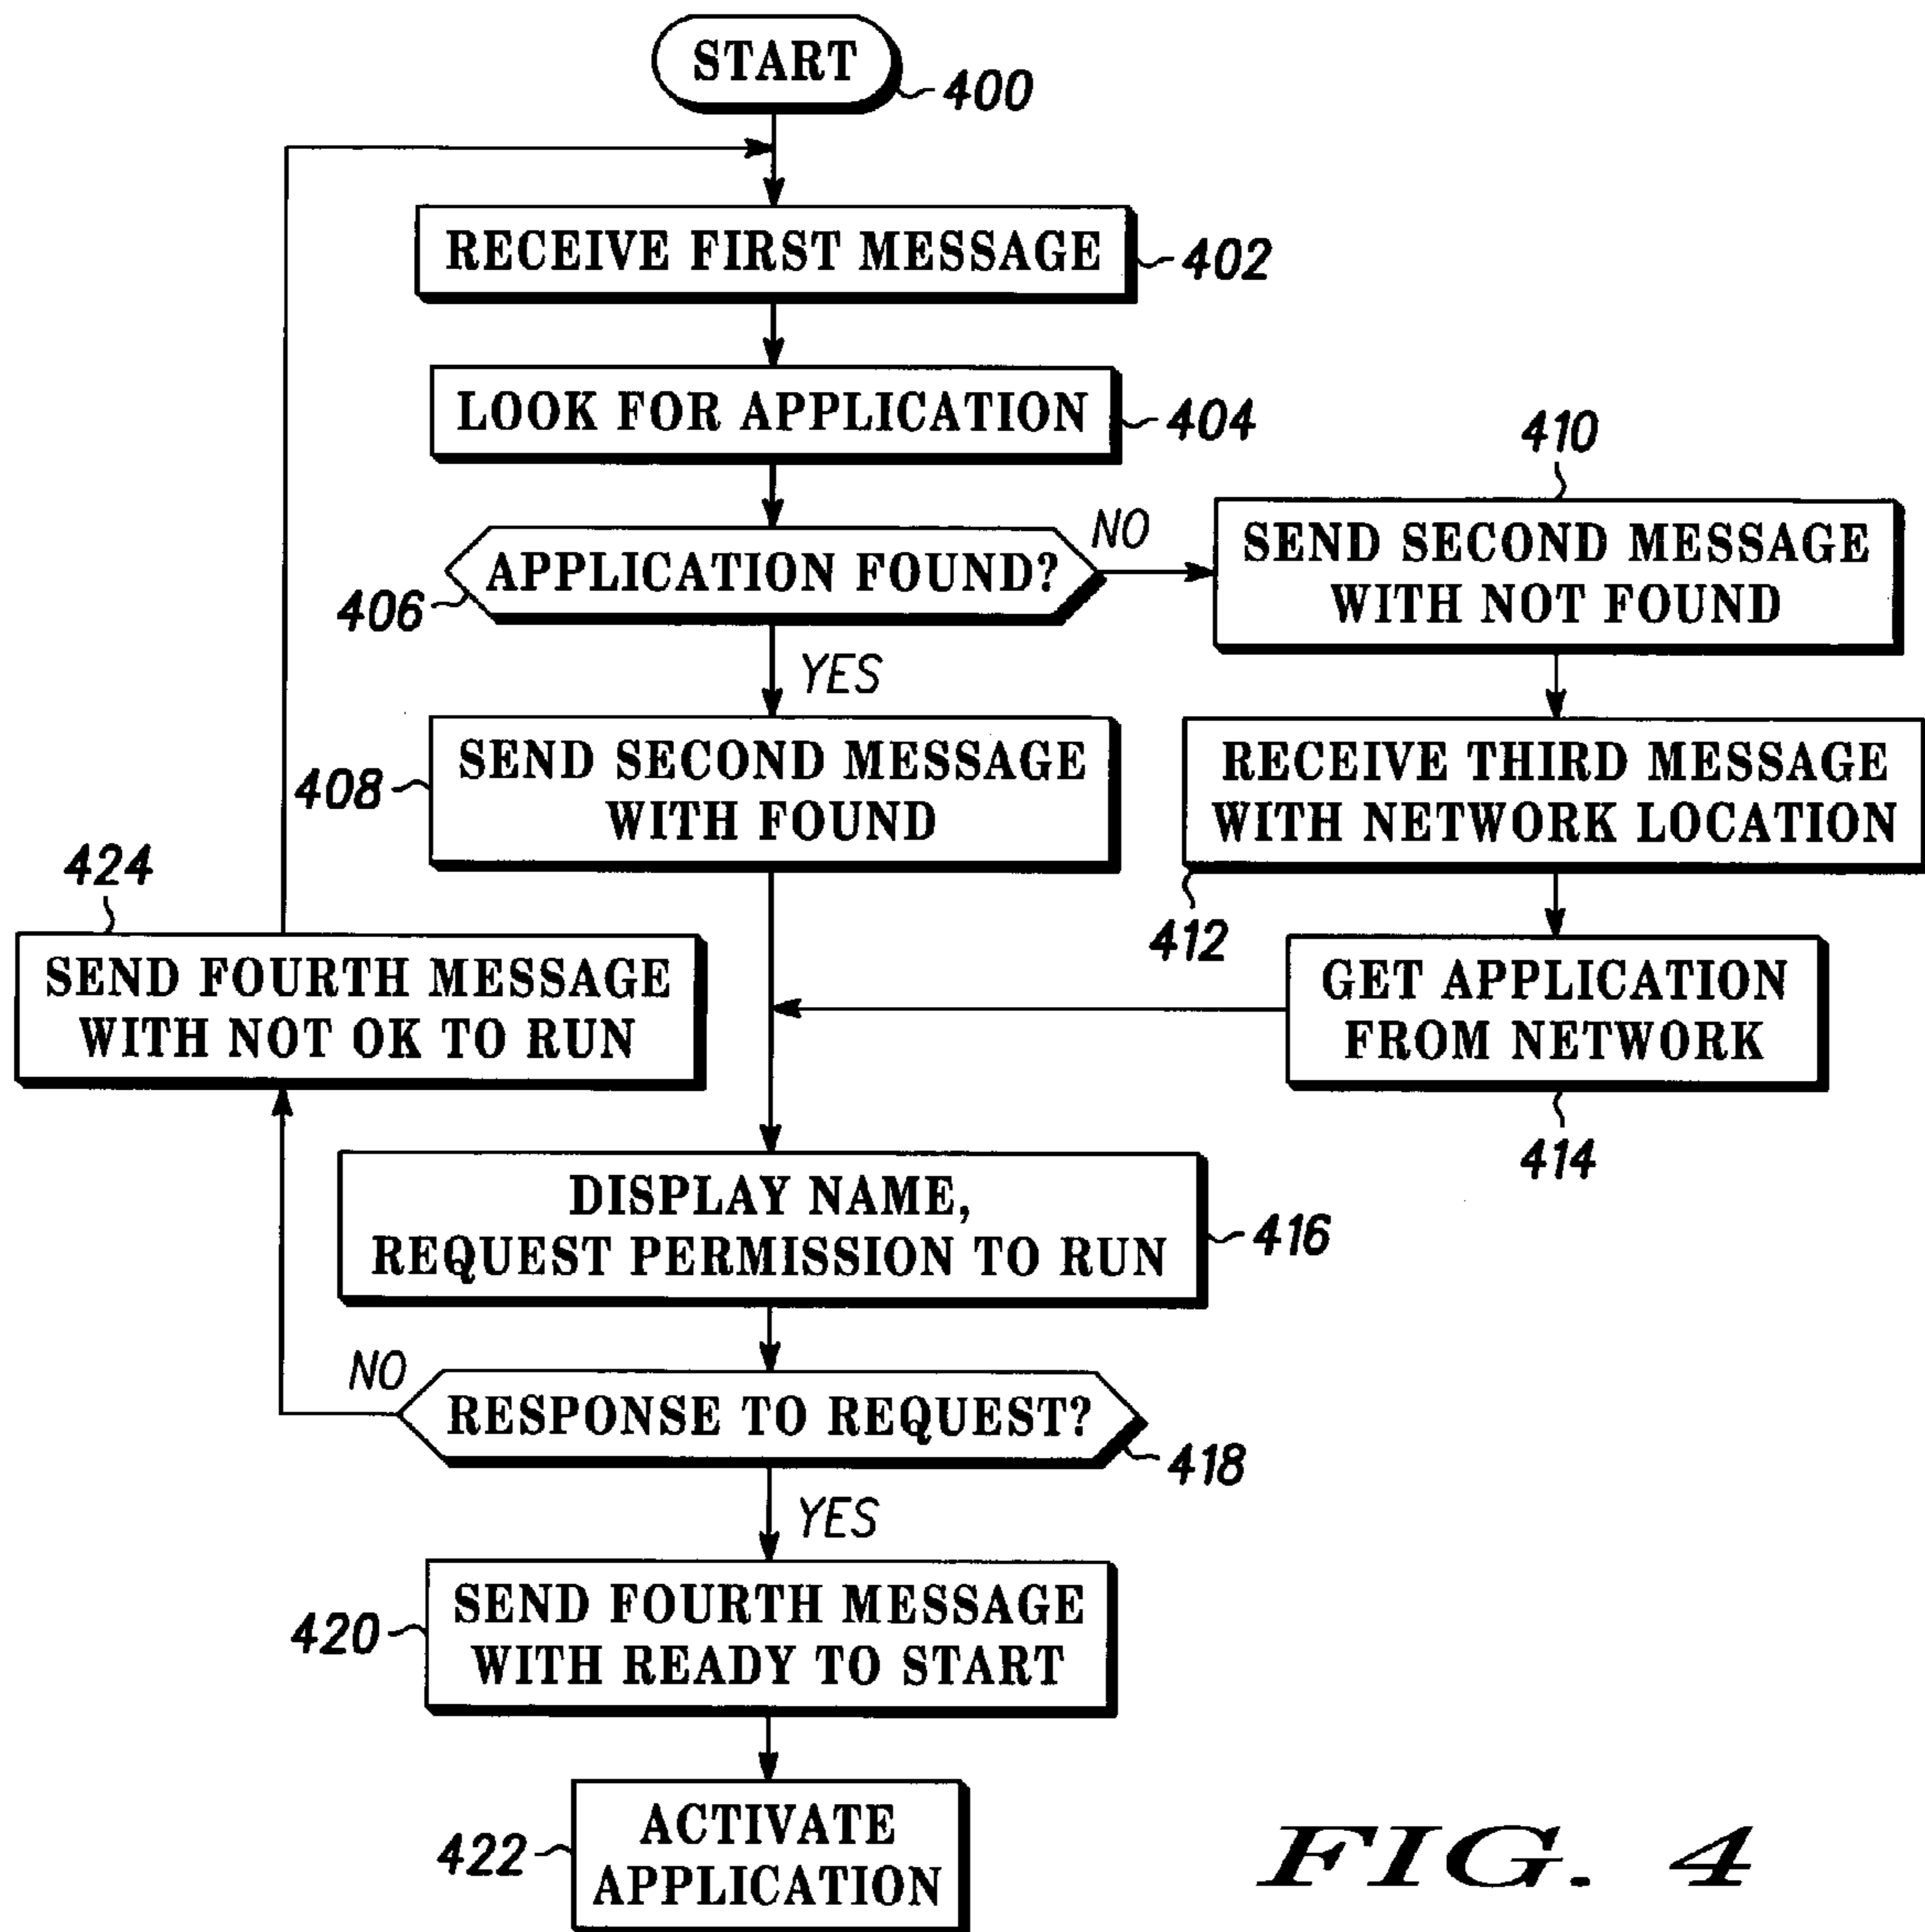 START
400
RECEIVE FIRST MESSAGE
402
LOOK FOR APPLICATION
404
410
APPLICATION FOUND?
406
NO
SEND SECOND MESSAGE
WITH NOT FOUND
YES
SEND SECOND MESSAGE
WITH FOUND
408
RECEIVE THIRD MESSAGE
WITH NETWORK LOCATION
412
424
SEND FOURTH MESSAGE
WITH NOT OK TO RUN
GET APPLICATION
FROM NETWORK
414
DISPLAY NAME,
REQUEST PERMISSION TO RUN
416
NO
RESPONSE TO REQUEST?
418
YES
SEND FOURTH MESSAGE
WITH READY TO START
420
ACTIVATE
APPLICATION
422
FIG. 4